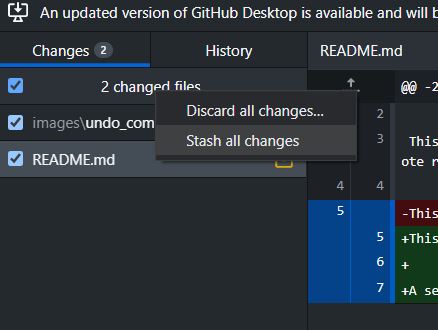 An updated version of GitHub Desktop is available and will b
Changes 2
History
README.md
2 changed files
@@ -2
Discard all changes...
Stash all changes
images\undo_com
README.md
2
3
This
ote r
4 4
5 -This
5 +This
6 +
7 +A se